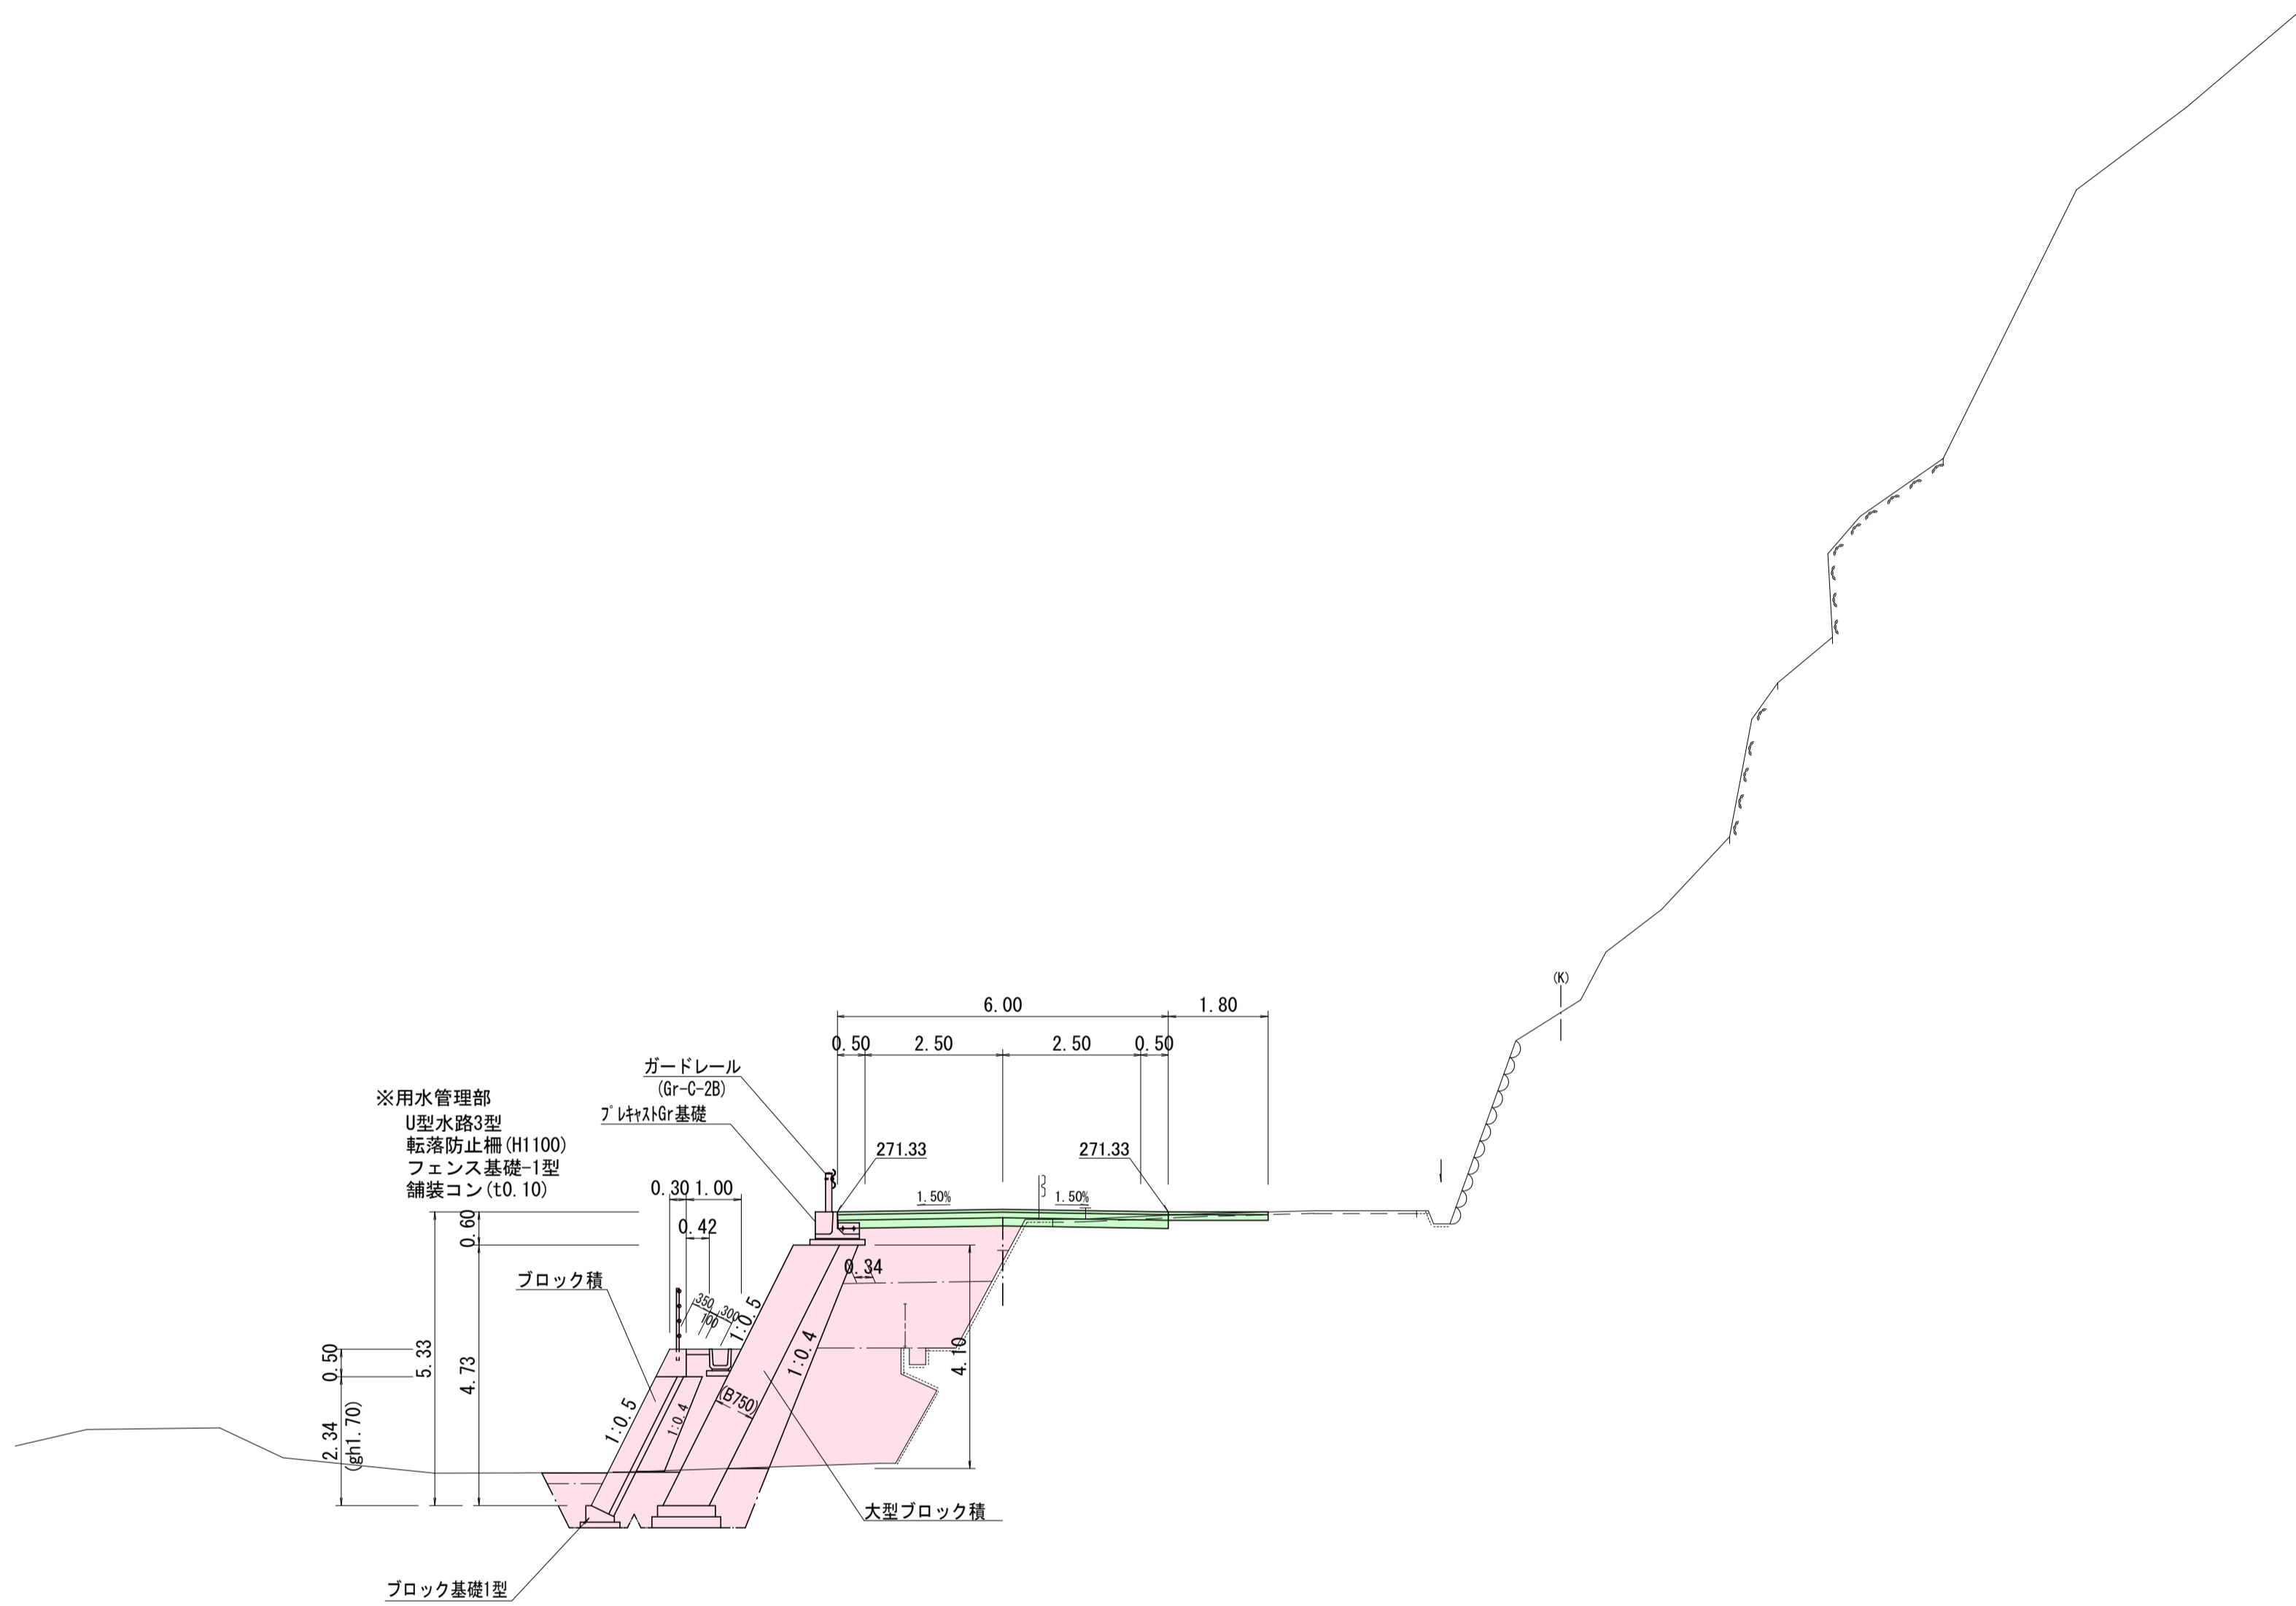 (K)
6.00
1.80
0.50
2.50
2.50
0.50
ガードレール
(Gr-C-2B)
ﾌﾟﾚｷｬｽﾄGr基礎
※用水管理部
U型水路3型
転落防止柵(H1100)
フェンス基礎-1型
舗装コン(t0.10)
271.33
271.33
1.50%
1.50%
0.30
1.00
0.42
0.60
5.33
4.73
0.50
2.34
(gh1.70)
ブロック積
350
100
300
1:0.5
0.34
1:0.4
4.10
(B750)
1:0.5
1:0.4
大型ブロック積
ブロック基礎1型